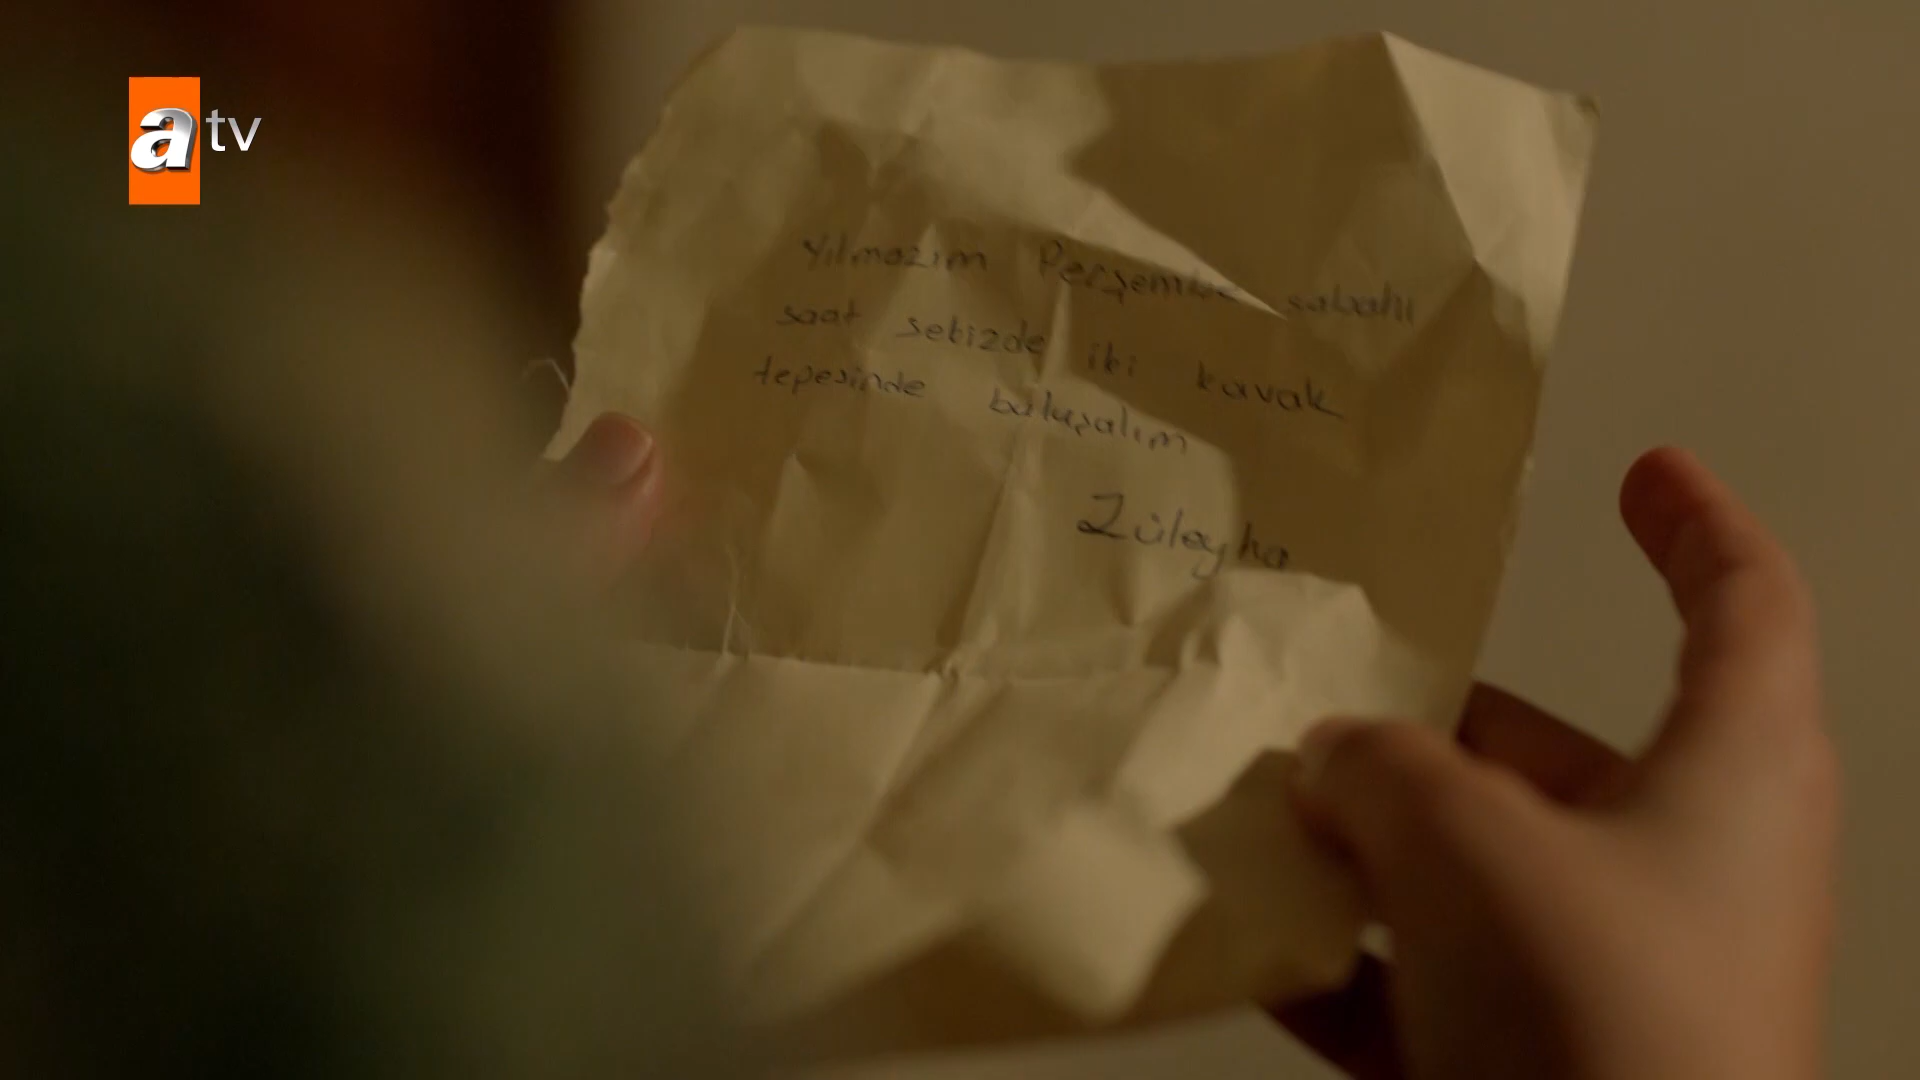 atv
Yılmazım Perşembe sabahı
saat sekizde iki kavak
tepesinde buluşalım
Züleyha